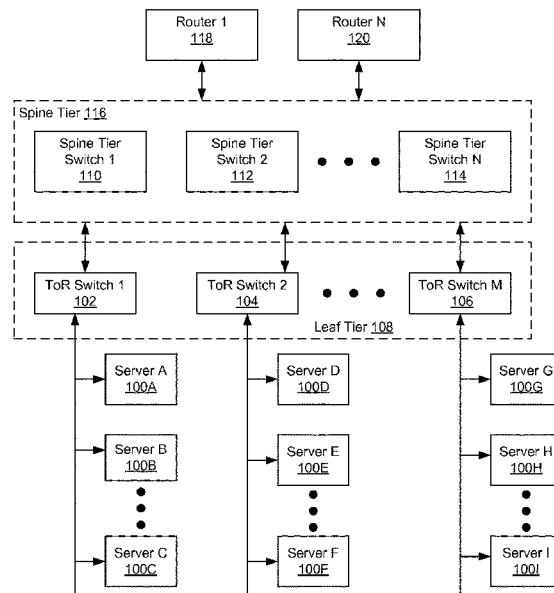 Router 1
118
Router N
120
Spine Tier 116
Spine Tier
Switch 1
110
Spine Tier
Switch 2
112
Spine Tier
Switch N
114
ToR Switch 1
102
ToR Switch 2
104
ToR Switch M
106
Leaf Tier 108
Server A
100A
Server D
100D
Server G
100G
Server B
100B
Server E
100E
Server H
100H
Server C
100C
Server F
100F
Server I
100I